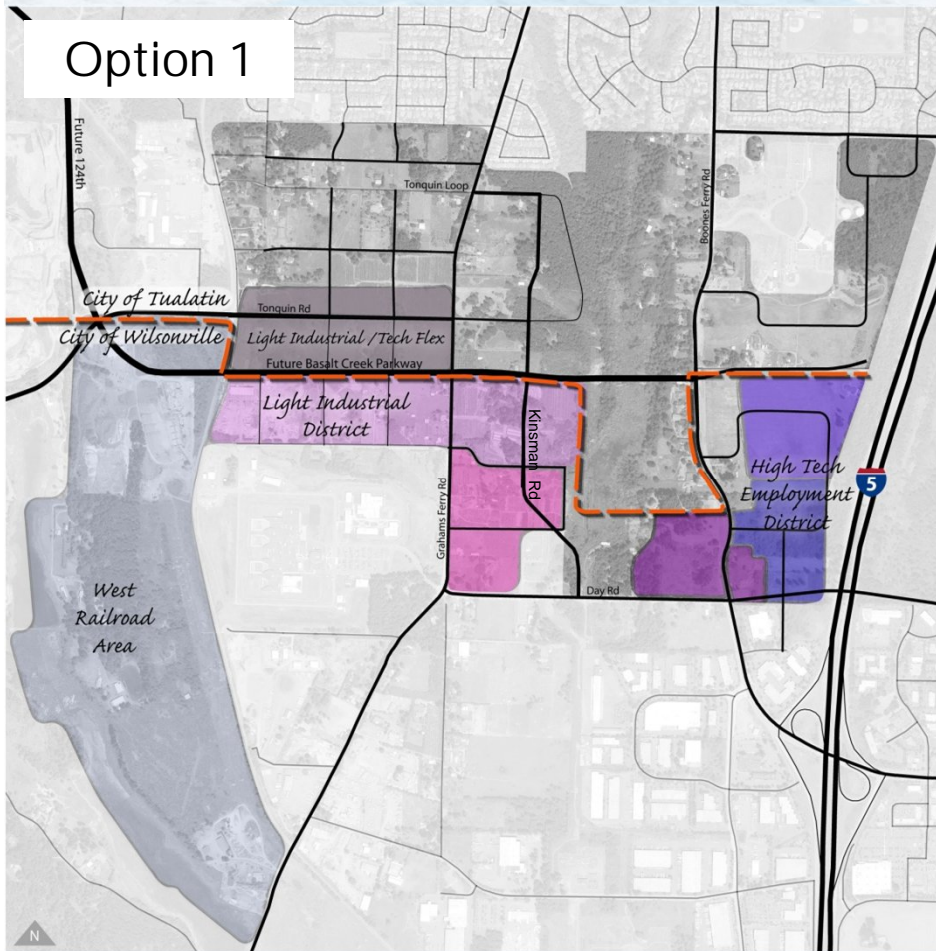 Option 1
Future 124th
Tonquin Loop
Boones Ferry Rd
City of Tualatin
Tonquin Rd
City of Wilsonville
Light Industrial / Tech Flex
Future Basalt Creek Parkway
Light Industrial
District
Kinsman Rd
High Tech
Employment
District
5
Grahams Ferry Rd
West
Railroad
Area
Day Rd
N